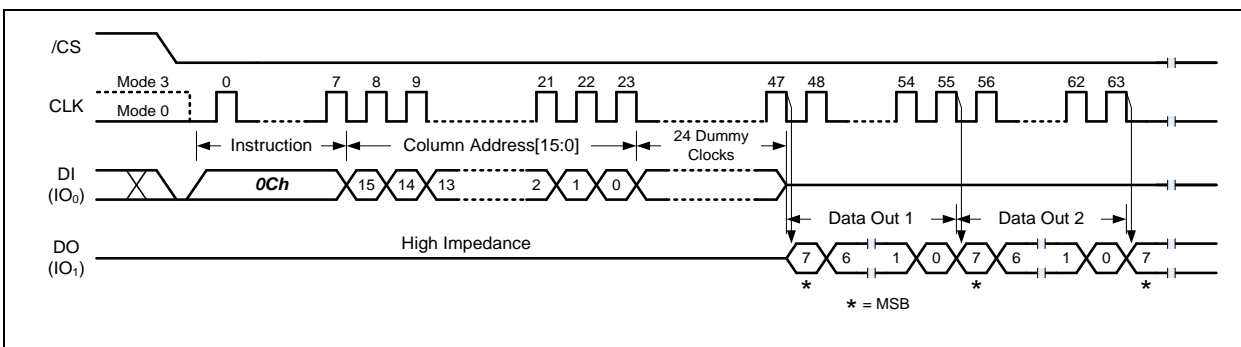 /CS
Mode 3
Mode 0
CLK
0 7 8 9 21 22 23 47 48 54 55 56 62 63
Instruction
Column Address[15:0]
24 Dummy
Clocks
DI
(IO0)
0Ch
15 14 13 2 1 0
Data Out 1
Data Out 2
DO
(IO1)
High Impedance
7 6 1 0 7 6 1 0 7
* * *
* = MSB